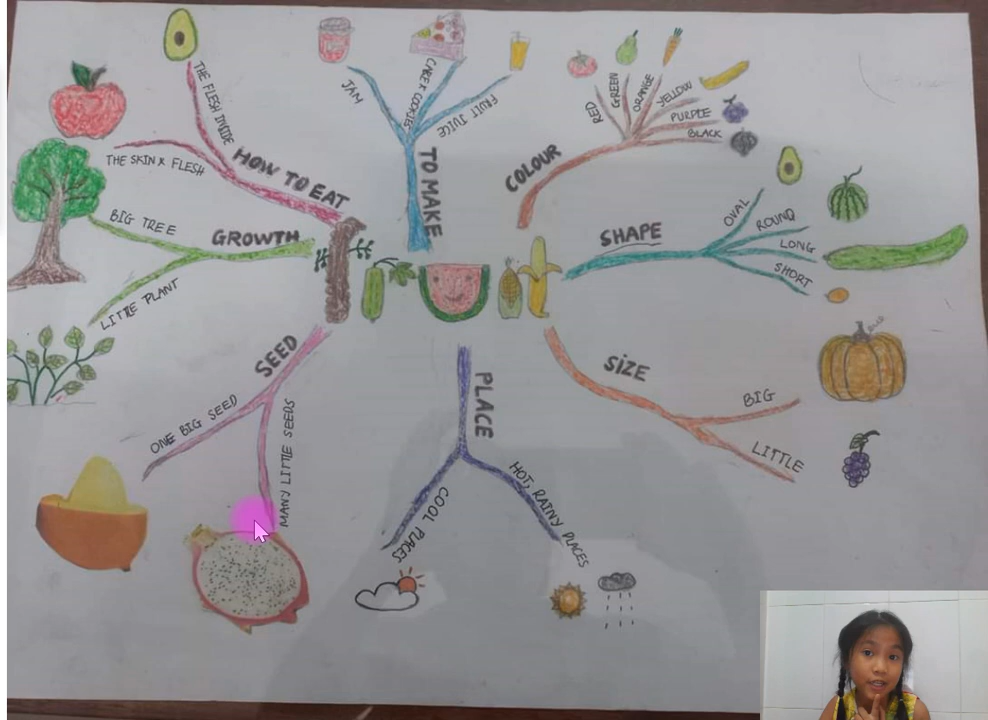 THE FLESH INSIDE
THE SKIN & FLESH
HOW TO EAT
JAM
CAKE & COOKIES
FRUIT JUICE
TO MAKE
COLOUR
RED
GREEN
ORANGE
YELLOW
PURPLE
BLACK
SHAPE
OVAL
ROUND
LONG
SHORT
SIZE
BIG
LITTLE
PLACE
HOT, RAINY PLACES
COOL PLACES
SEED
ONE BIG SEED
MANY LITTLE SEEDS
GROWTH
BIG TREE
LITTLE PLANT